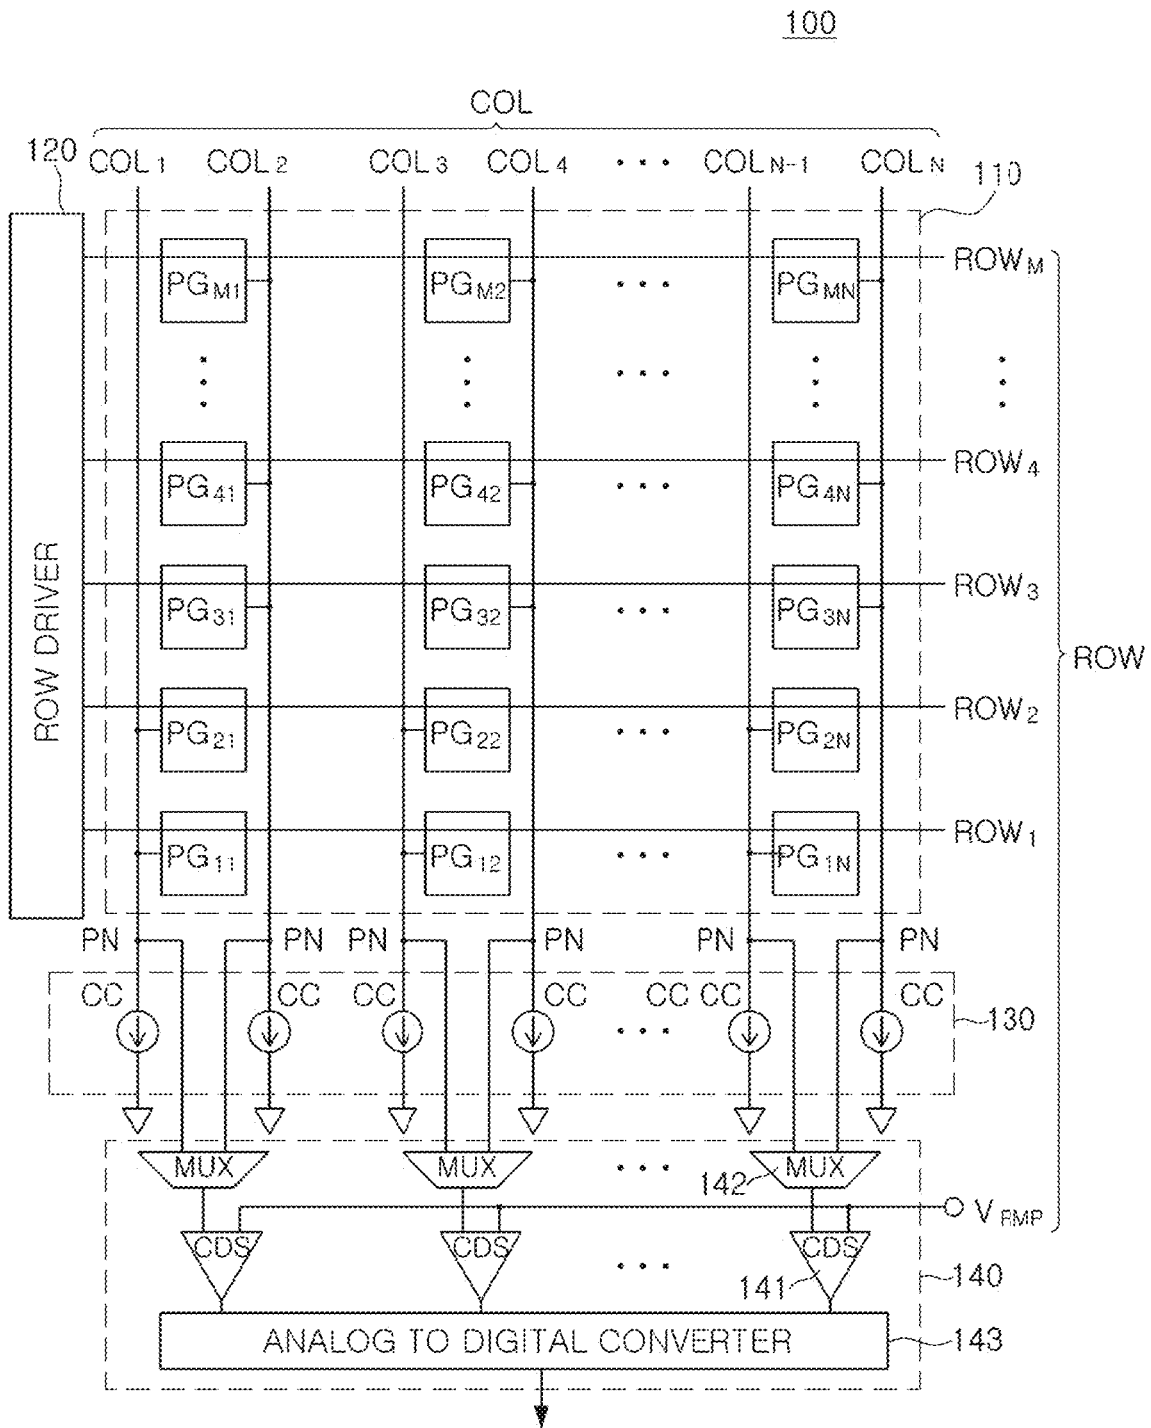 100
COL
120
COL1 COL2 COL3 COL4 ... COLN-1 COLN
110
PGM1 PGM2 ... PGMN ROWM
PG41 PG42 ... PG4N ROW4
PG31 PG32 ... PG3N ROW3
ROW DRIVER
ROW
PG21 PG22 ... PG2N ROW2
PG11 PG12 ... PG1N ROW1
PN PN PN PN PN PN
CC CC CC CC ... CC CC CC
130
MUX MUX ... MUX
142
VRMP
CDS CDS ... CDS
141
140
ANALOG TO DIGITAL CONVERTER
143